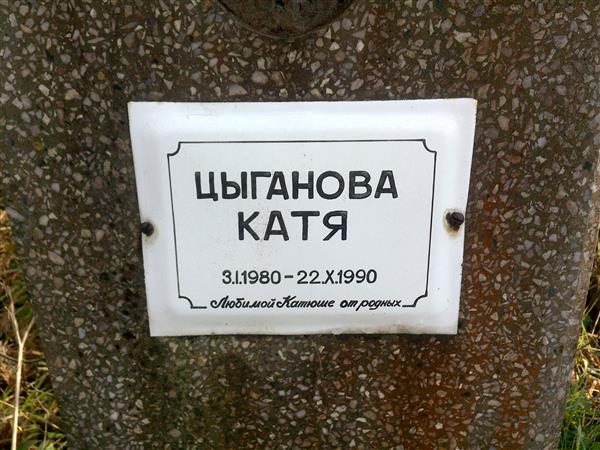 ЦЫГАНОВА
КАТЯ
3.I.1980 – 22.X.1990
Любимой Катюше от родных